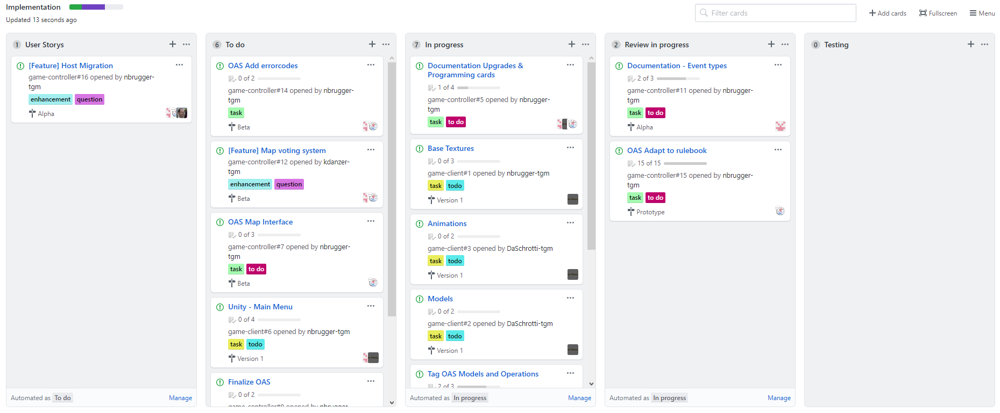 Implementation
Updated 13 seconds ago
Filter cards
Add cards
Fullscreen
Menu
1 User Storys
[Feature] Host Migration
game-controller#16 opened by nbrugger-
tgm
enhancement question
Alpha
Automated as To do
Manage
6 To do
OAS Add errorcodes
0 of 2
game-controller#14 opened by nbrugger-
tgm
task
Beta
[Feature] Map voting system
game-controller#12 opened by kdanzer-
tgm
enhancement question
Beta
OAS Map Interface
0 of 3
game-controller#7 opened by nbrugger-
tgm
task to do
Beta
Unity - Main Menu
0 of 4
game-client#6 opened by nbrugger-tgm
task todo
Version 1
Finalize OAS
0 of 2
game-controller#8 opened by nbrugger-
7 In progress
Documentation Upgrades &
Programming cards
1 of 4
game-controller#5 opened by nbrugger-
tgm
task to do
Base Textures
0 of 3
game-client#1 opened by nbrugger-tgm
task todo
Version 1
Animations
0 of 2
game-client#3 opened by DaSchrotti-tgm
task todo
Version 1
Models
0 of 2
game-client#2 opened by DaSchrotti-tgm
task todo
Version 1
Tag OAS Models and Operations
2 of 3
Automated as In progress
Manage
2 Review in progress
Documentation - Event types
2 of 3
game-controller#11 opened by nbrugger-
tgm
task to do
Alpha
OAS Adapt to rulebook
15 of 15
game-controller#15 opened by nbrugger-
tgm
task to do
Prototype
Automated as In progress
Manage
0 Testing